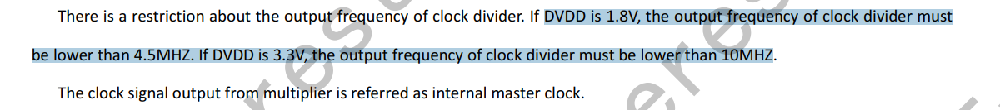 There is a restriction about the output frequency of clock divider. If DVDD is 1.8V, the output frequency of clock divider must
be lower than 4.5MHZ. If DVDD is 3.3V, the output frequency of clock divider must be lower than 10MHZ.
The clock signal output from multiplier is referred as internal master clock.